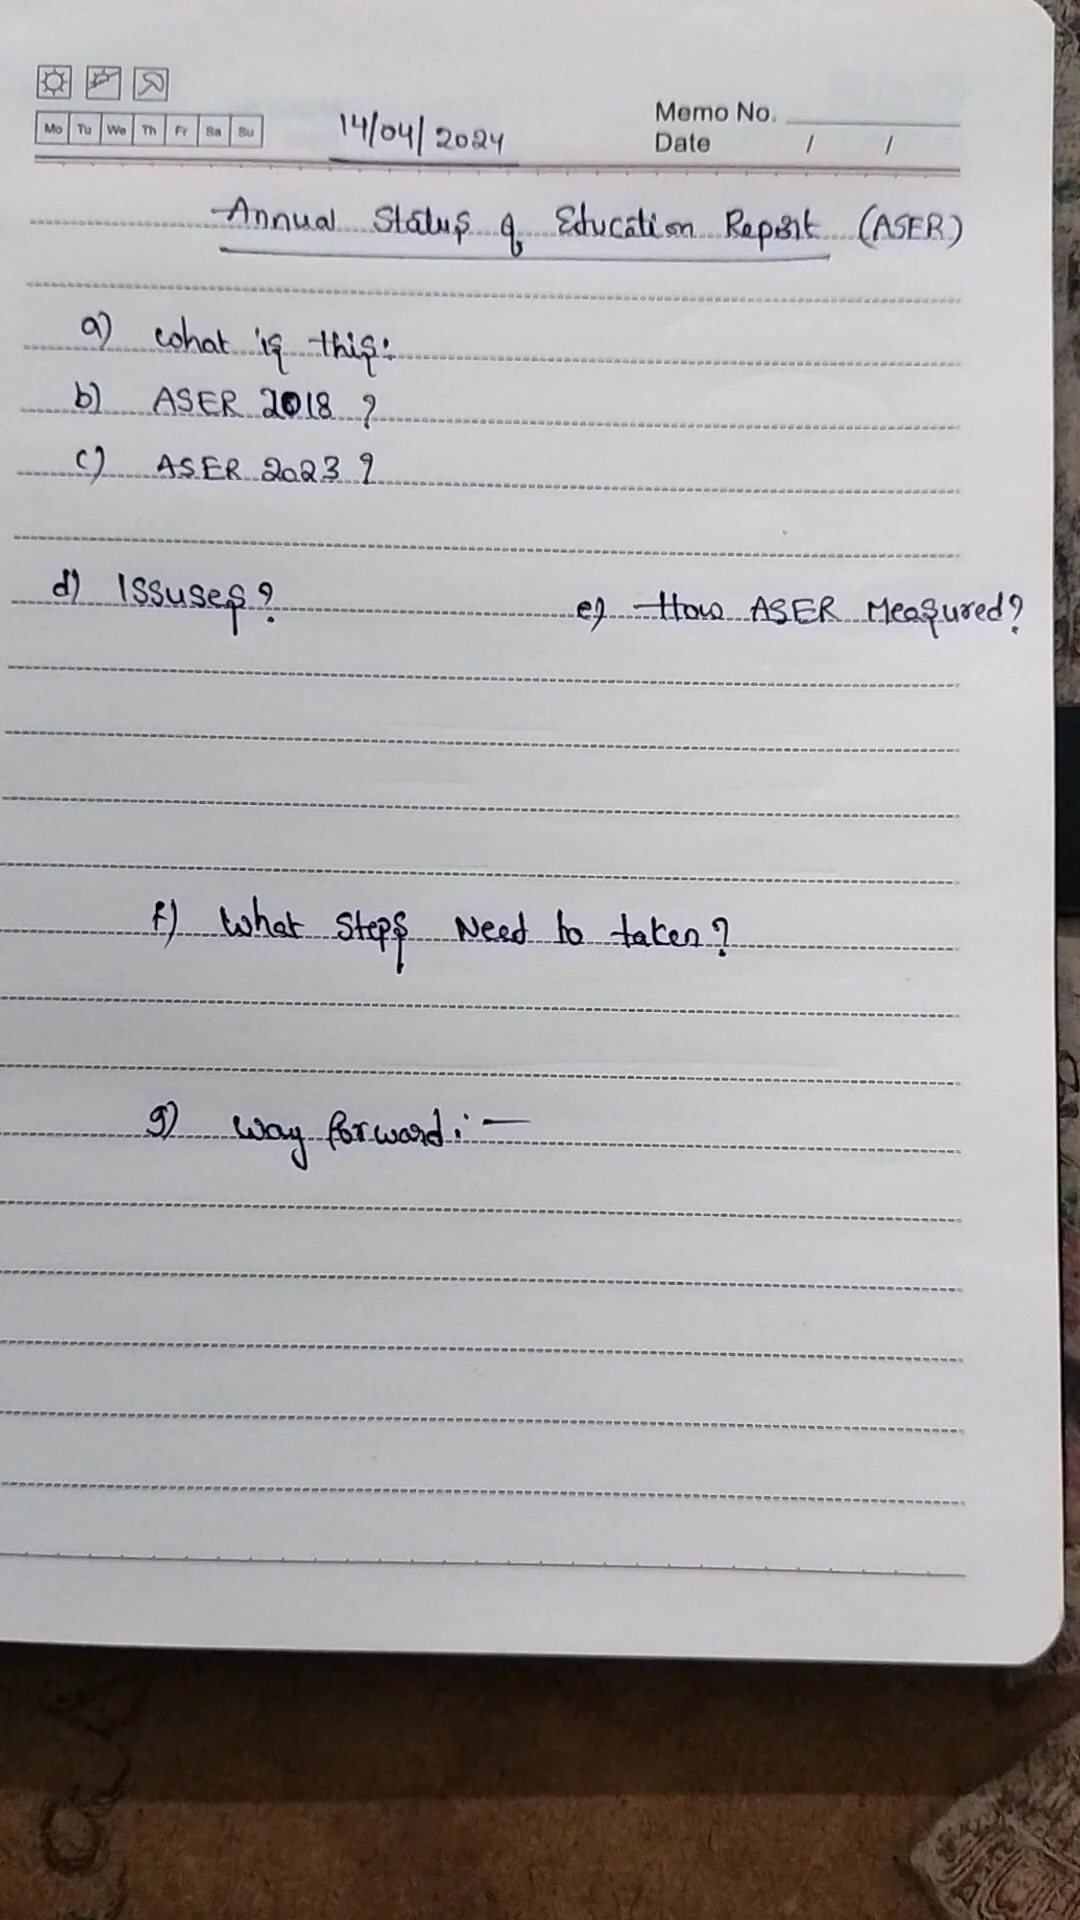 Mo Tu We Th Fr Sa Su
14/04/2024
Memo No.
Date / /
Annual Status of Education Report (ASER)
a) what is this:
b) ASER 2018 ?
c) ASER 2023 ?
d) Issuses?
e) How ASER Measured?
f) What Steps Need to taken?
g) way forward :—